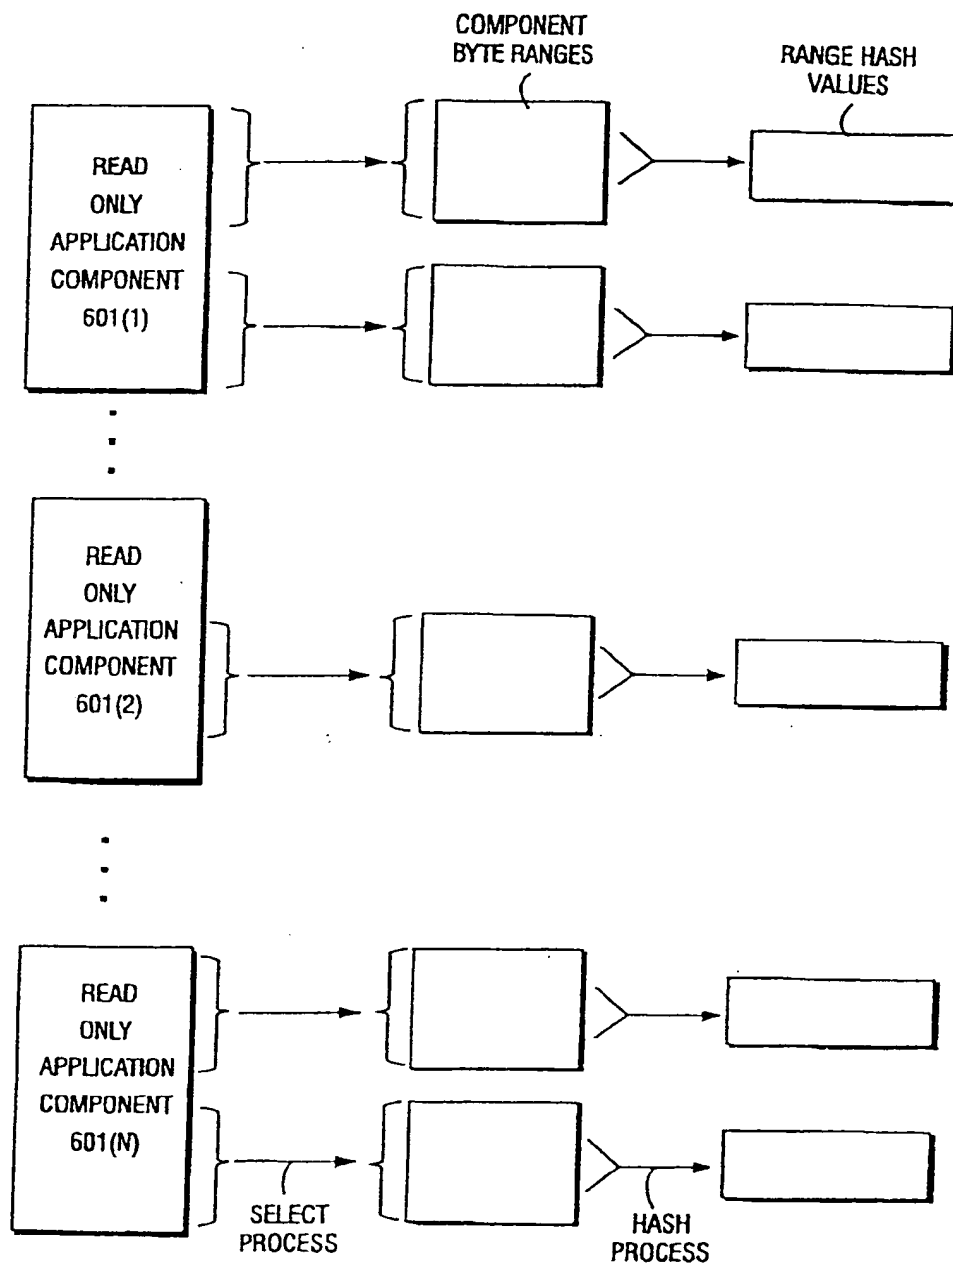 COMPONENT
BYTE RANGES
RANGE HASH
VALUES
READ
ONLY
APPLICATION
COMPONENT
601(1)
READ
ONLY
APPLICATION
COMPONENT
601(2)
READ
ONLY
APPLICATION
COMPONENT
601(N)
SELECT
PROCESS
HASH
PROCESS